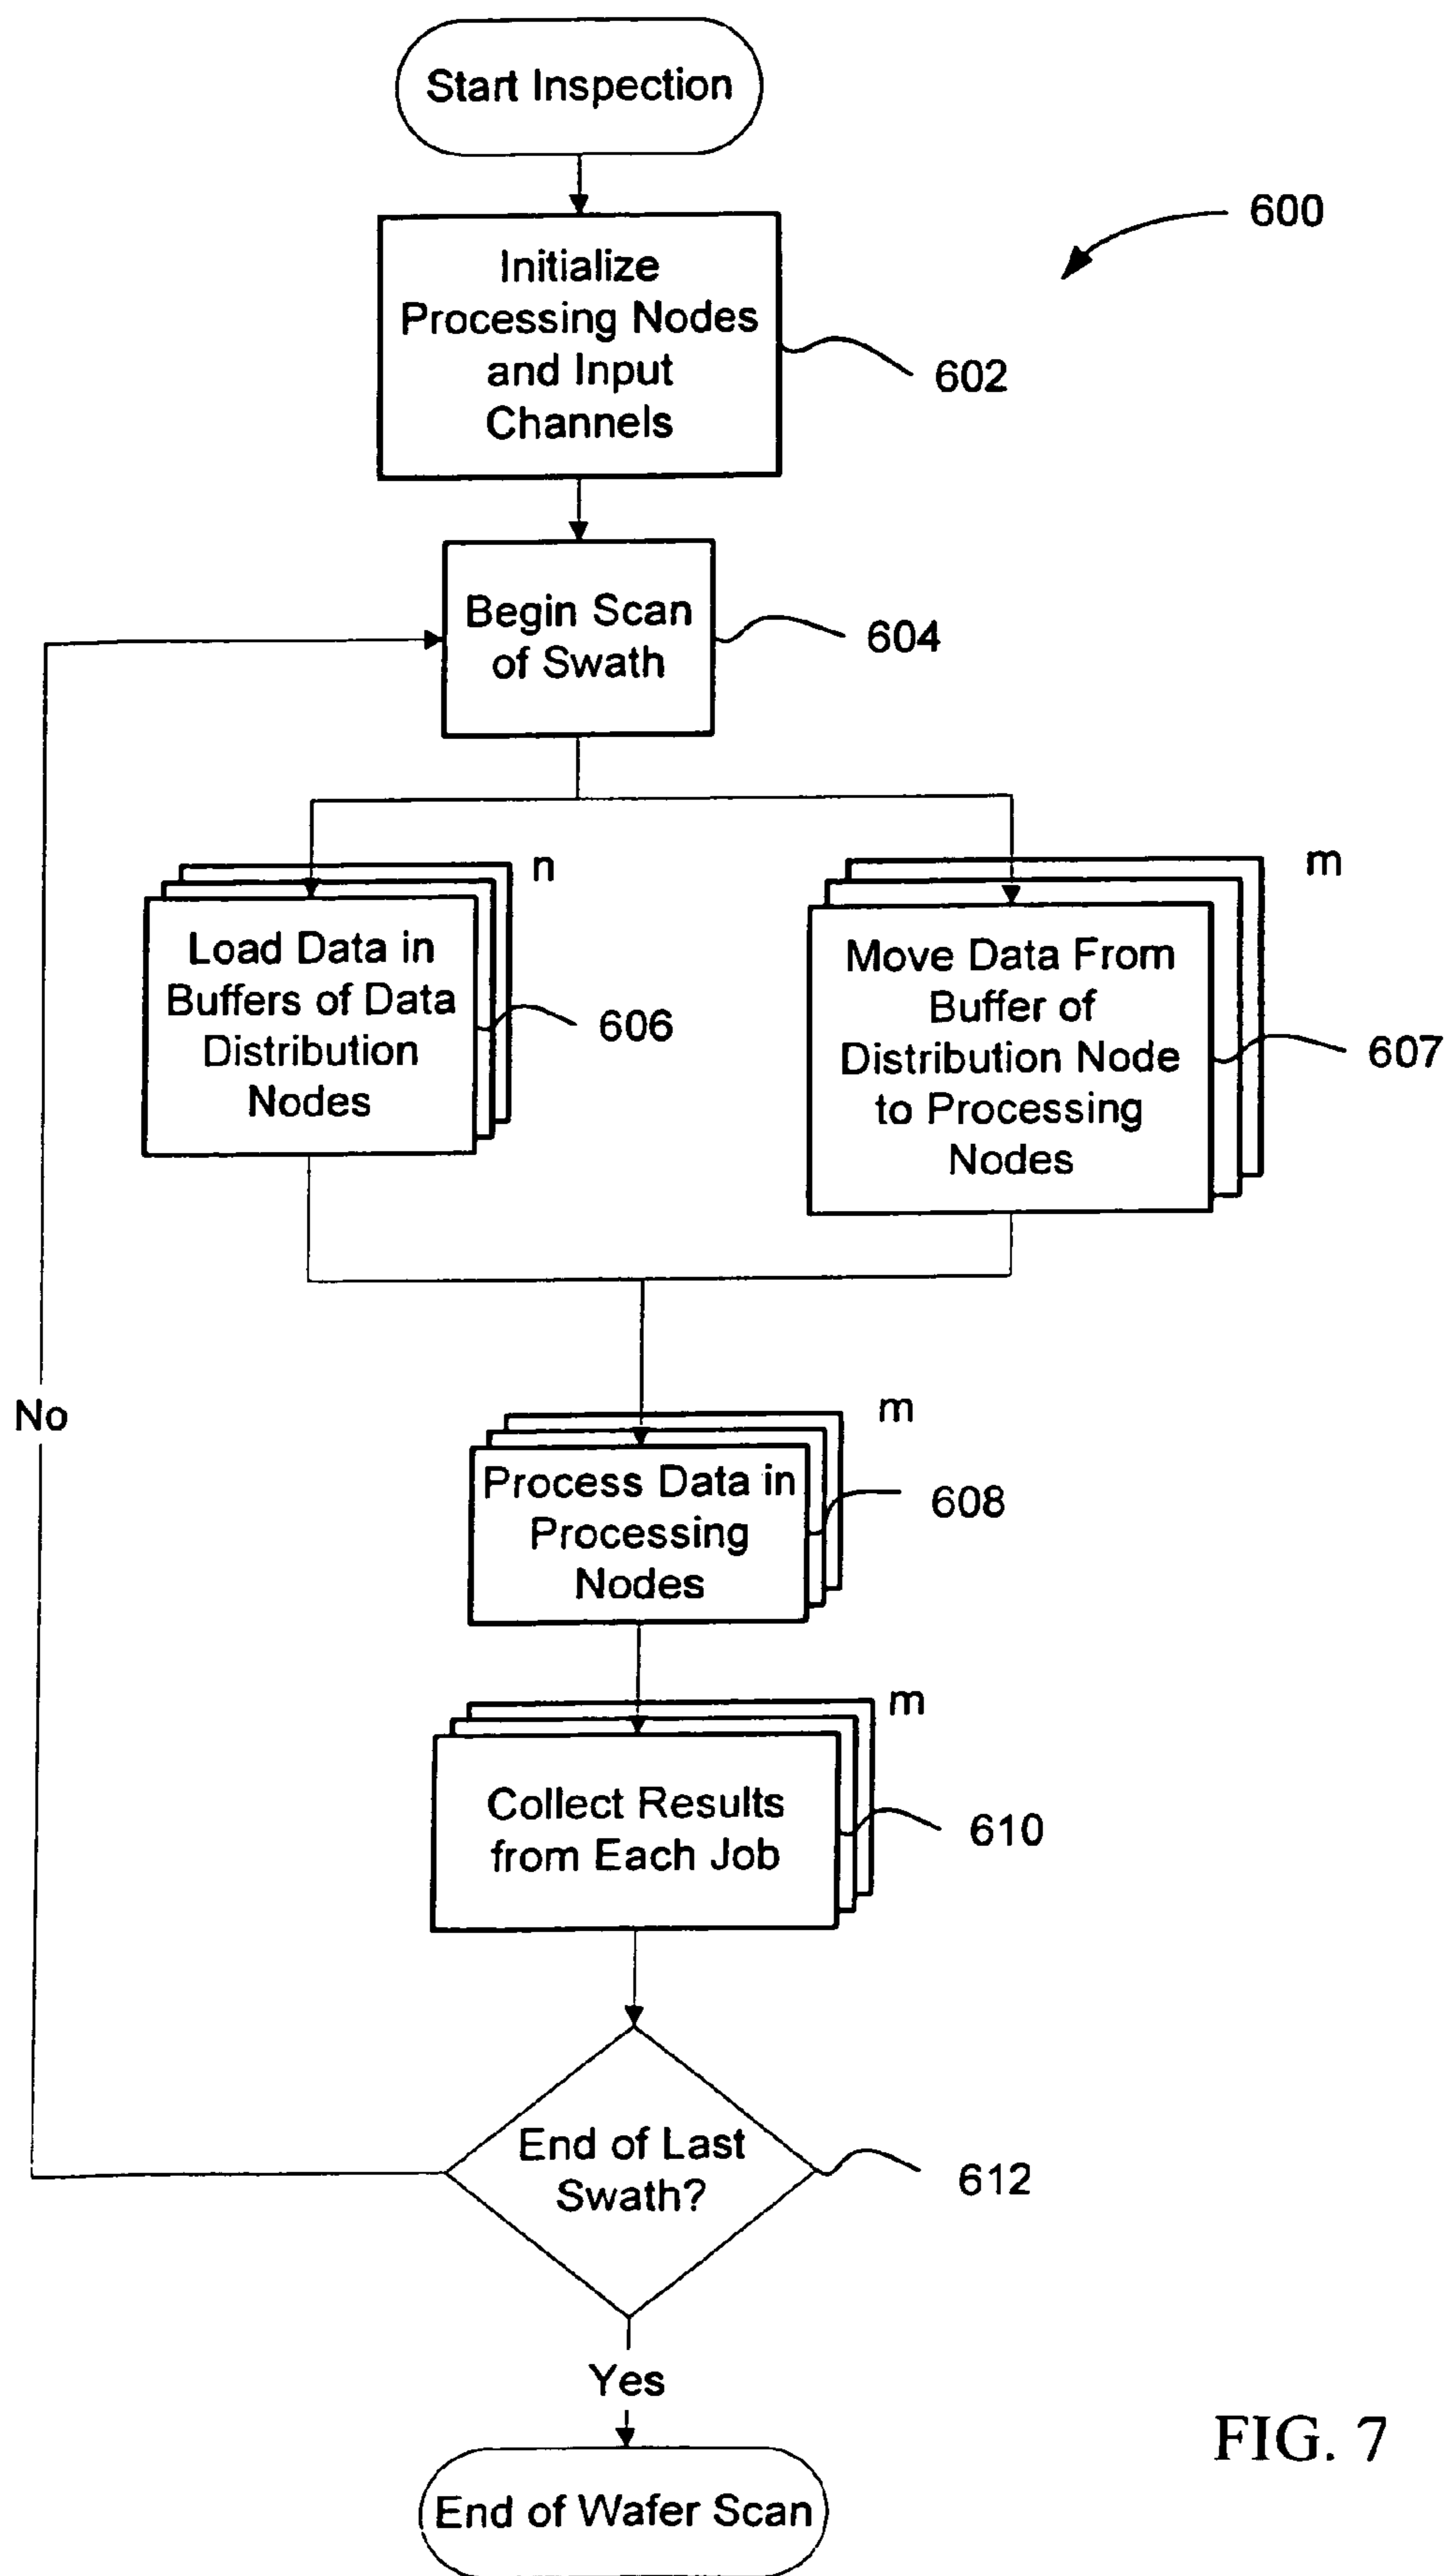 Start Inspection
600
Initialize
Processing Nodes
and Input
Channels
602
Begin Scan
of Swath
604
n
Load Data in
Buffers of Data
Distribution
Nodes
606
m
Move Data From
Buffer of
Distribution Node
to Processing
Nodes
607
No
m
Process Data in
Processing
Nodes
608
m
Collect Results
from Each Job
610
End of Last
Swath?
612
Yes
End of Wafer Scan
FIG. 7